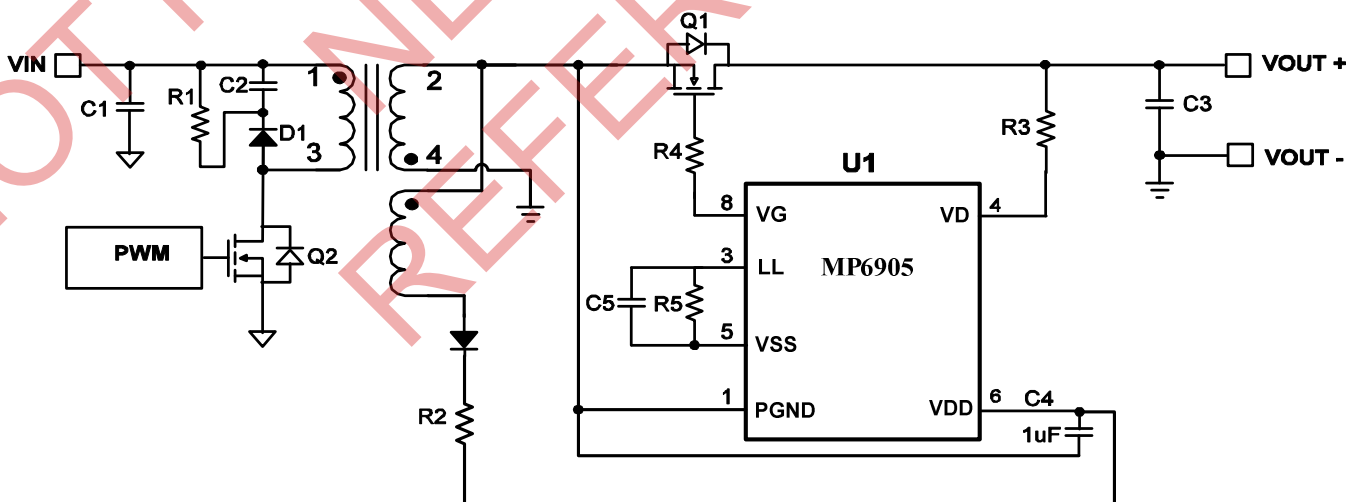 Q1
VIN
1
2
VOUT +
C2
R1
C1
C3
D1
R3
3
4
R4
VOUT -
U1
8
VG
VD
4
PWM
Q2
3
LL
MP6905
C5
R5
5
VSS
1
PGND
VDD
6
C4
R2
1uF